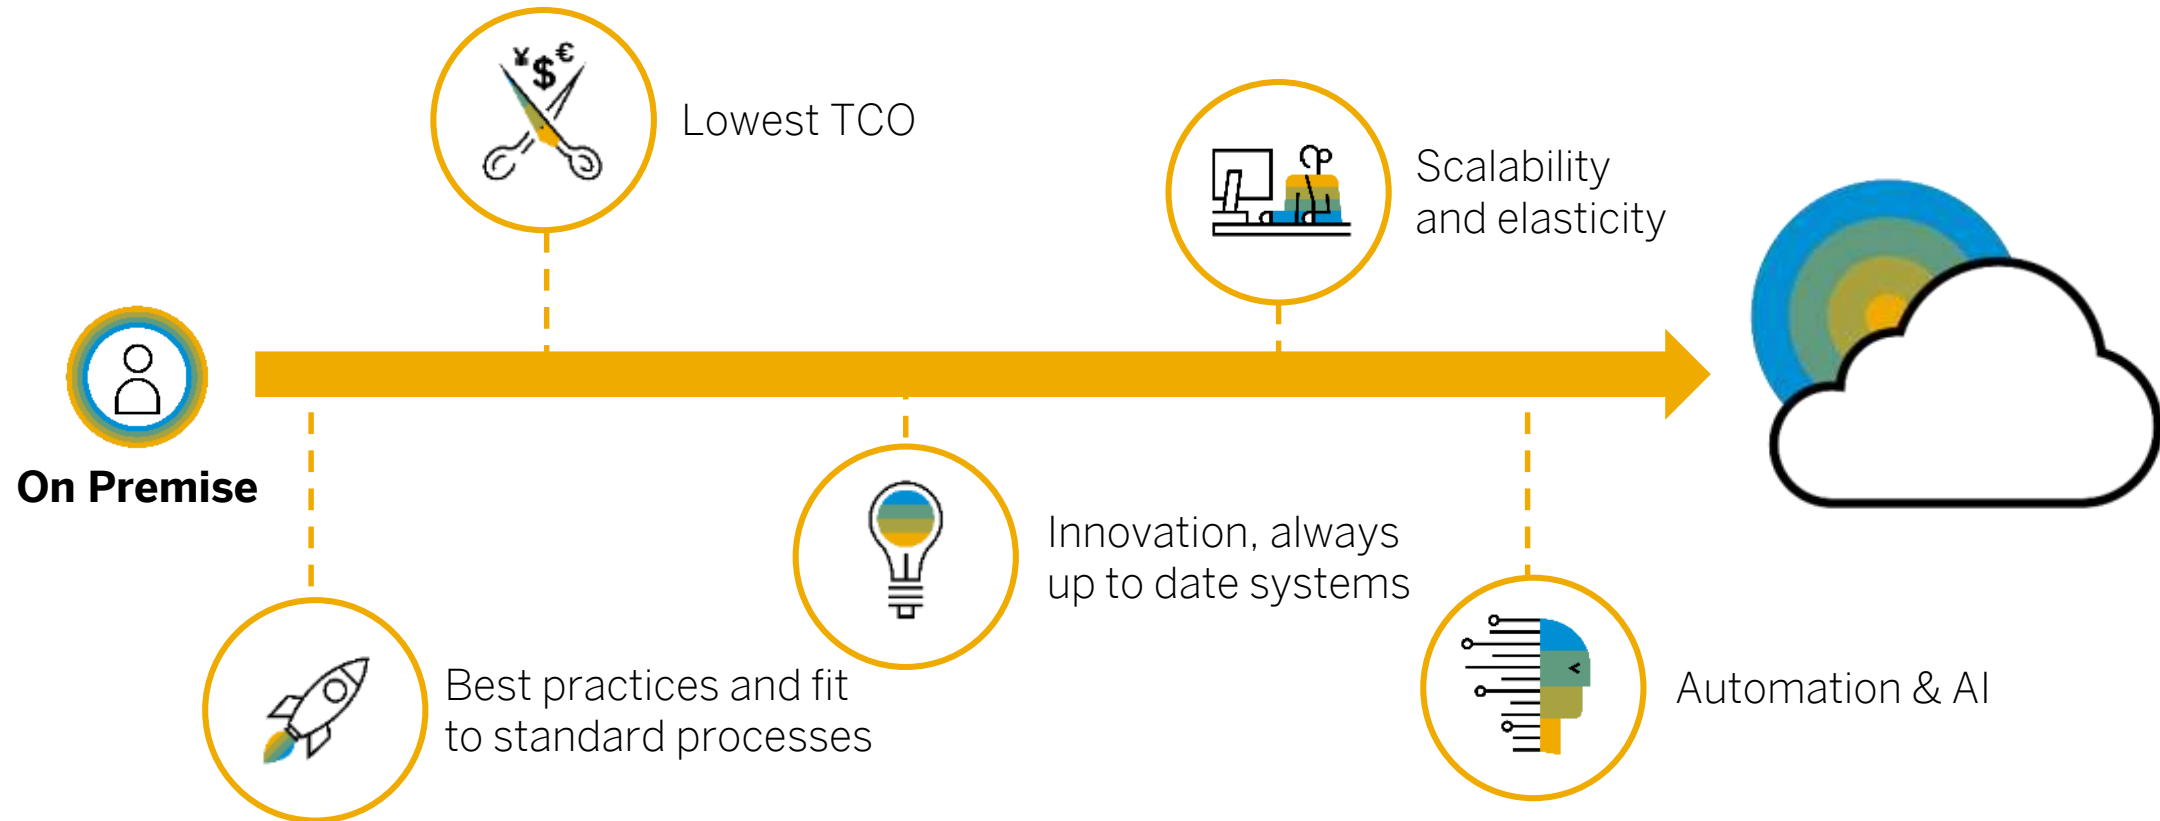 ¥$€
Lowest TCO
Scalability
and elasticity
On Premise
Innovation, always
up to date systems
Best practices and fit
to standard processes
Automation & AI